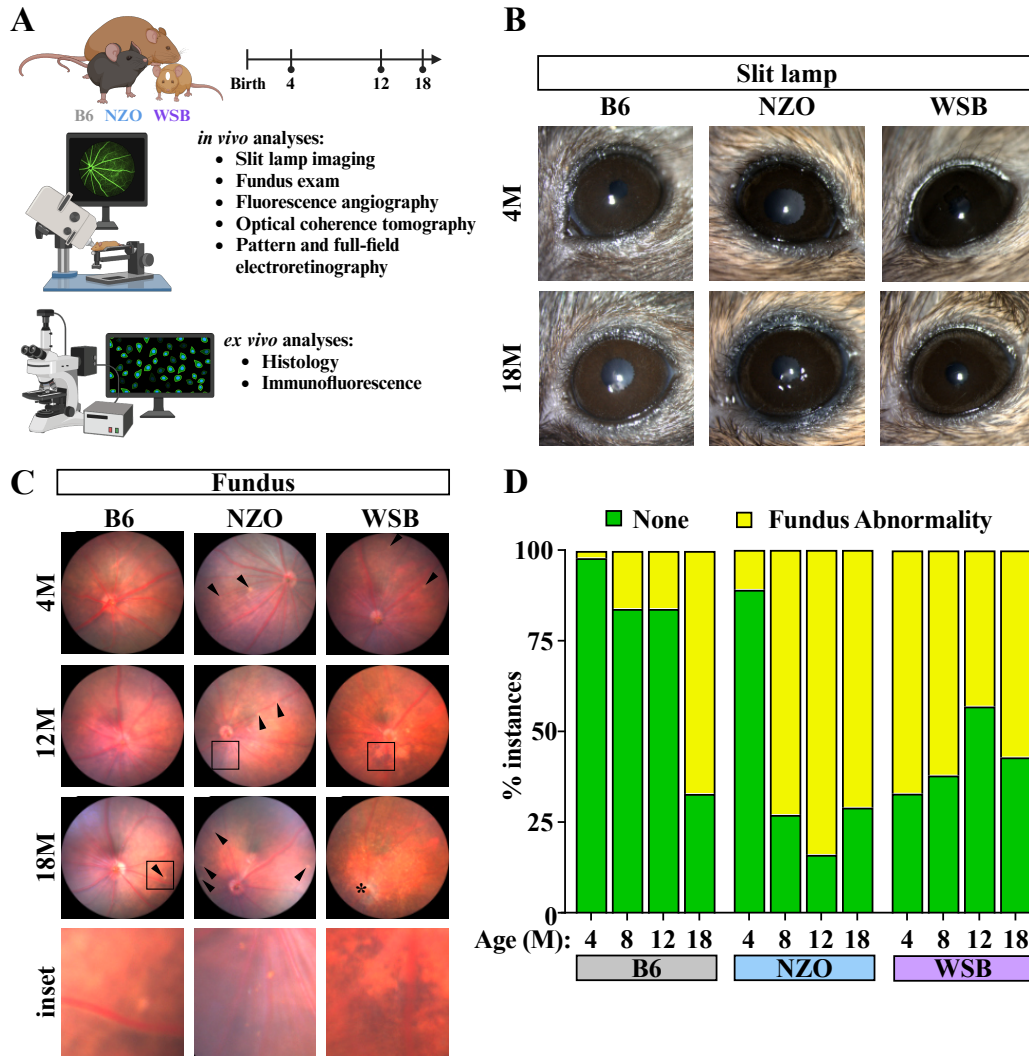 A
Birth 4 12 18
B6 NZO WSB
in vivo analyses:
• Slit lamp imaging
• Fundus exam
• Fluorescence angiography
• Optical coherence tomography
• Pattern and full-field
electroretinography
ex vivo analyses:
• Histology
• Immunofluorescence
B
Slit lamp
B6 NZO WSB
4M
18M
C
Fundus
B6 NZO WSB
4M
12M
18M
*
inset
D
None Fundus Abnormality
% instances
100
75
50
25
0
Age (M): 4 8 12 18 4 8 12 18 4 8 12 18
B6 NZO WSB